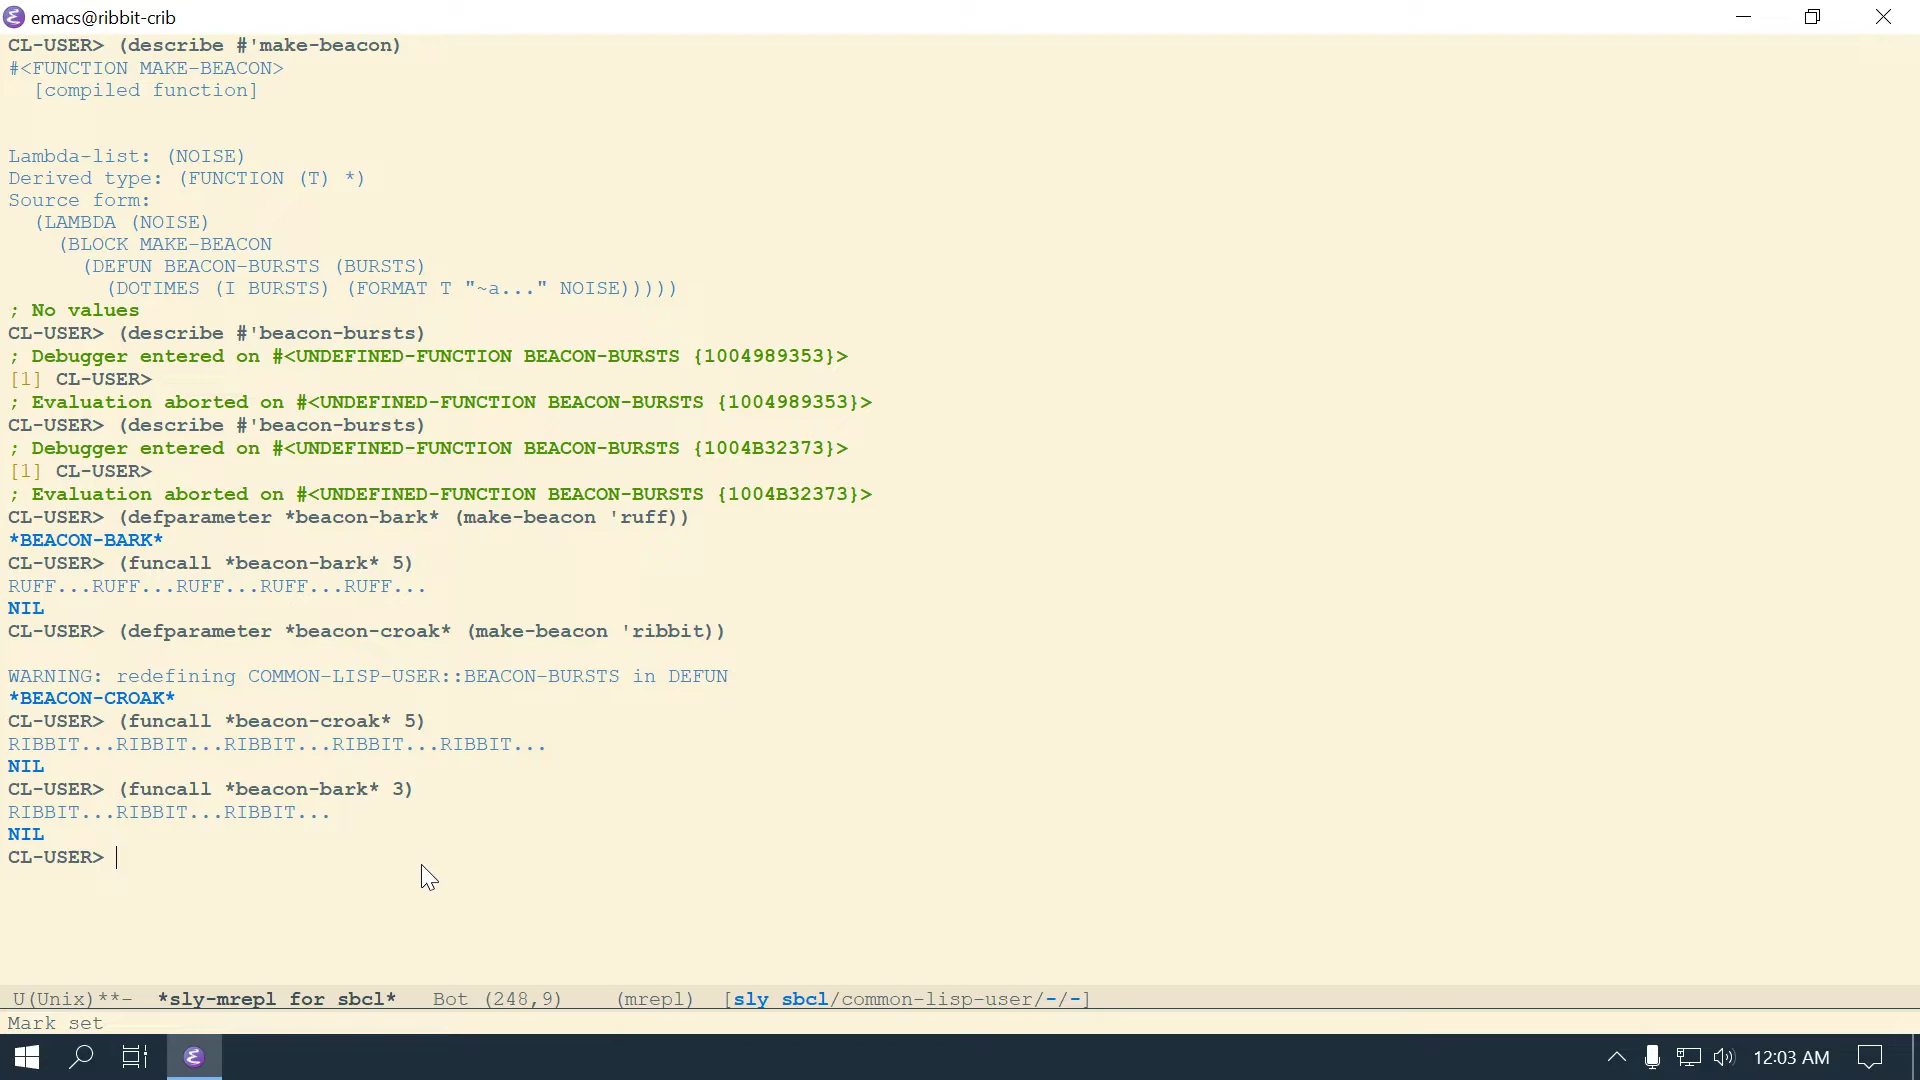 emacs@ribbit-crib
CL-USER> (describe #'make-beacon)
#<FUNCTION MAKE-BEACON>
  [compiled function]
Lambda-list: (NOISE)
Derived type: (FUNCTION (T) *)
Source form:
  (LAMBDA (NOISE)
    (BLOCK MAKE-BEACON
      (DEFUN BEACON-BURSTS (BURSTS)
        (DOTIMES (I BURSTS) (FORMAT T "~a..." NOISE)))))
; No values
CL-USER> (describe #'beacon-bursts)
; Debugger entered on #<UNDEFINED-FUNCTION BEACON-BURSTS {1004989353}>
[1] CL-USER>
; Evaluation aborted on #<UNDEFINED-FUNCTION BEACON-BURSTS {1004989353}>
CL-USER> (describe #'beacon-bursts)
; Debugger entered on #<UNDEFINED-FUNCTION BEACON-BURSTS {1004B32373}>
[1] CL-USER>
; Evaluation aborted on #<UNDEFINED-FUNCTION BEACON-BURSTS {1004B32373}>
CL-USER> (defparameter *beacon-bark* (make-beacon 'ruff))
*BEACON-BARK*
CL-USER> (funcall *beacon-bark* 5)
RUFF...RUFF...RUFF...RUFF...RUFF...
NIL
CL-USER> (defparameter *beacon-croak* (make-beacon 'ribbit))
WARNING: redefining COMMON-LISP-USER::BEACON-BURSTS in DEFUN
*BEACON-CROAK*
CL-USER> (funcall *beacon-croak* 5)
RIBBIT...RIBBIT...RIBBIT...RIBBIT...RIBBIT...
NIL
CL-USER> (funcall *beacon-bark* 3)
RIBBIT...RIBBIT...RIBBIT...
NIL
CL-USER>
U(Unix)**-  *sly-mrepl for sbcl*   Bot (248,9)    (mrepl)  [sly sbcl/common-lisp-user/-/-]
Mark set
12:03 AM